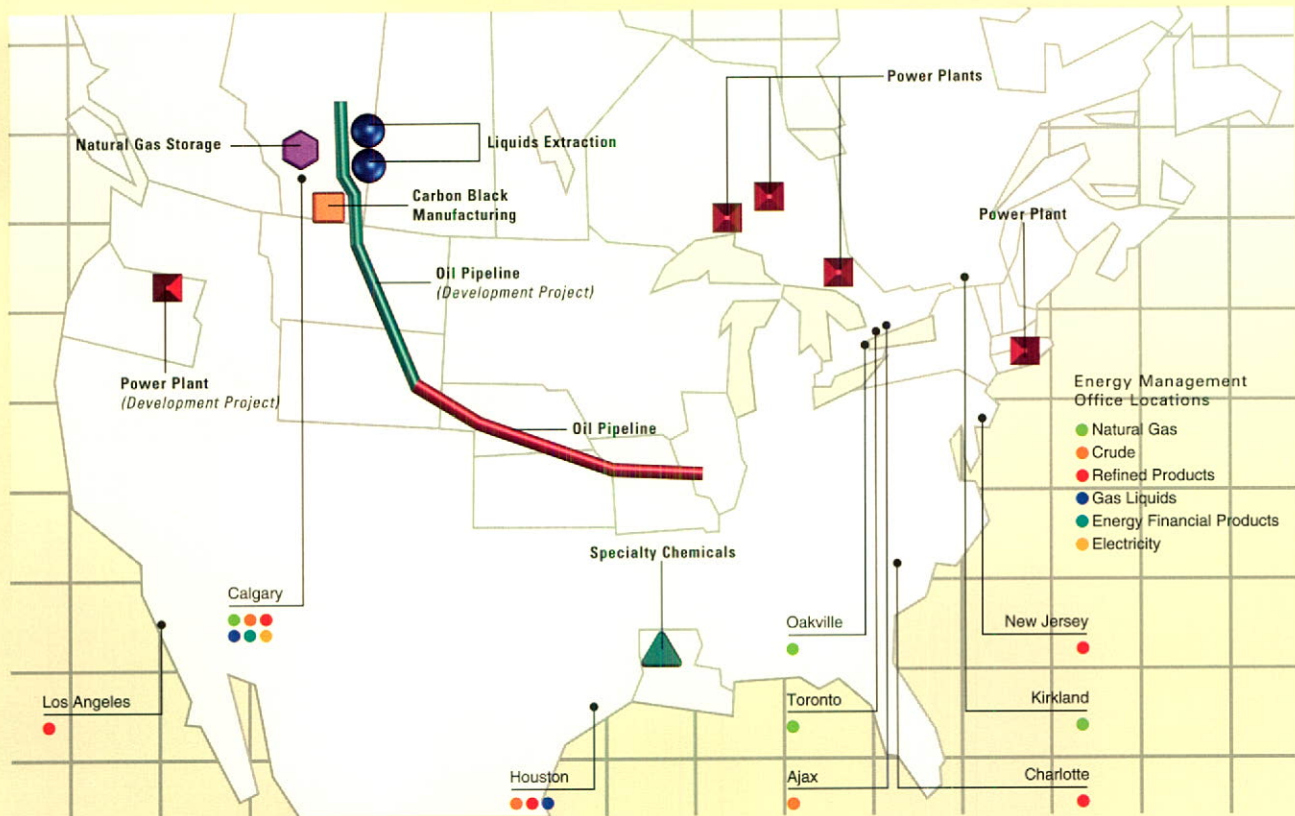 Power Plants
Natural Gas Storage
Liquids Extraction
Carbon Black
Manufacturing
Power Plant
Oil Pipeline
(Development Project)
Power Plant
(Development Project)
Oil Pipeline
Energy Management
Office Locations
Natural Gas
Crude
Refined Products
Gas Liquids
Energy Financial Products
Electricity
Specialty Chemicals
Calgary
Oakville
New Jersey
Los Angeles
Toronto
Kirkland
Houston
Ajax
Charlotte